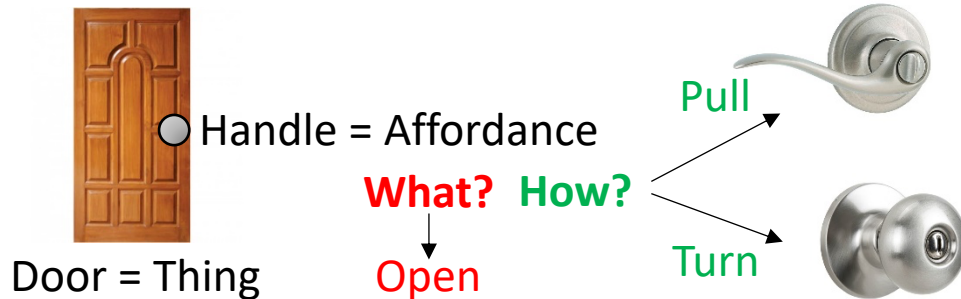 Pull
Handle = Affordance
What? How?
Door = Thing
Open
Turn